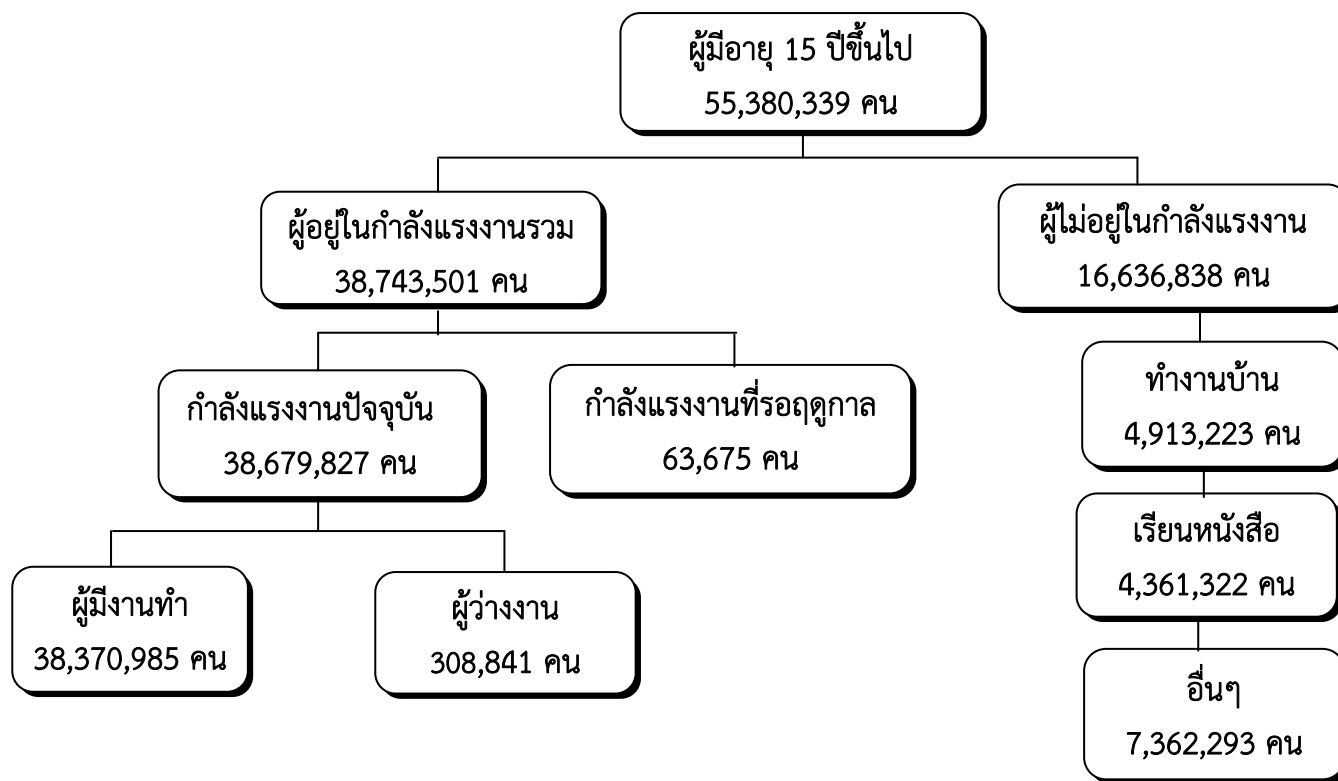 ผู้มีอายุ 15 ปีขึ้นไป
55,380,339 คน
ผู้อยู่ในกำลังแรงงานรวม
38,743,501 คน
ผู้ไม่อยู่ในกำลังแรงงาน
16,636,838 คน
กำลังแรงงานปัจจุบัน
38,679,827 คน
กำลังแรงงานที่รอฤดูกาล
63,675 คน
ทำงานบ้าน
4,913,223 คน
ผู้มีงานทำ
38,370,985 คน
ผู้ว่างงาน
308,841 คน
เรียนหนังสือ
4,361,322 คน
อื่นๆ
7,362,293 คน